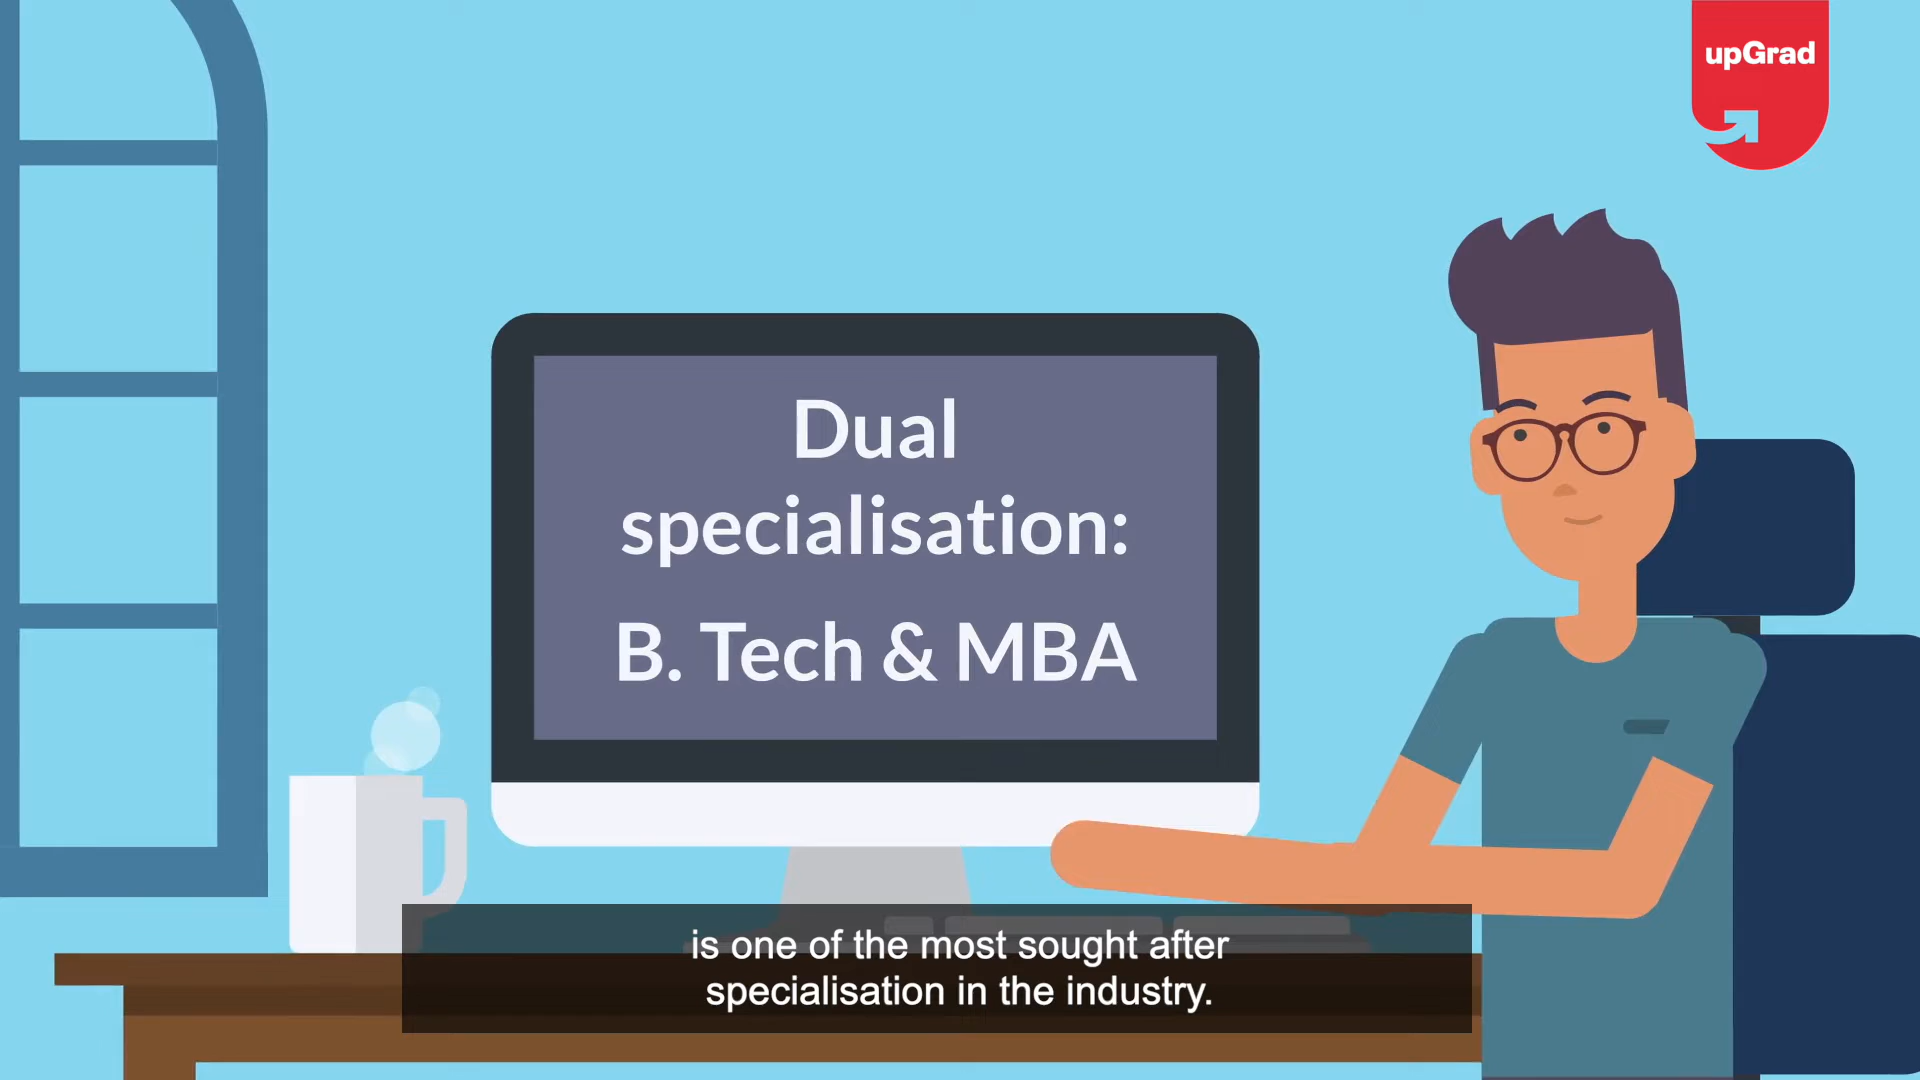 upGrad
Dual
specialisation:
B. Tech & MBA
is one of the most sought after
specialisation in the industry.